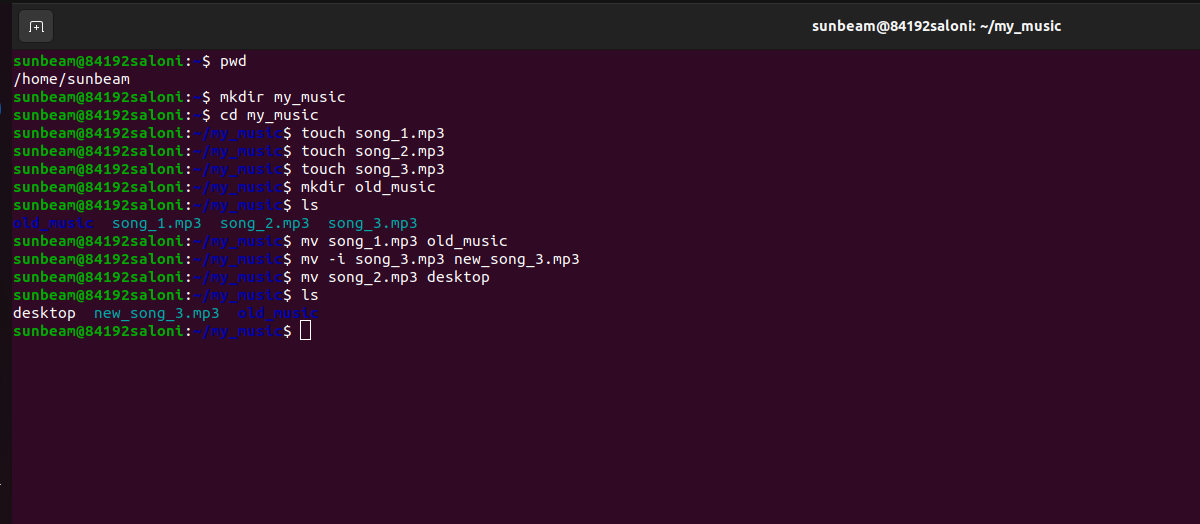 sunbeam@84192saloni: ~/my_music
sunbeam@84192saloni:~$ pwd
/home/sunbeam
sunbeam@84192saloni:~$ mkdir my_music
sunbeam@84192saloni:~$ cd my_music
sunbeam@84192saloni:~/my_music$ touch song_1.mp3
sunbeam@84192saloni:~/my_music$ touch song_2.mp3
sunbeam@84192saloni:~/my_music$ touch song_3.mp3
sunbeam@84192saloni:~/my_music$ mkdir old_music
sunbeam@84192saloni:~/my_music$ ls
old_music  song_1.mp3  song_2.mp3  song_3.mp3
sunbeam@84192saloni:~/my_music$ mv song_1.mp3 old_music
sunbeam@84192saloni:~/my_music$ mv -i song_3.mp3 new_song_3.mp3
sunbeam@84192saloni:~/my_music$ mv song_2.mp3 desktop
sunbeam@84192saloni:~/my_music$ ls
desktop  new_song_3.mp3  old_music
sunbeam@84192saloni:~/my_music$